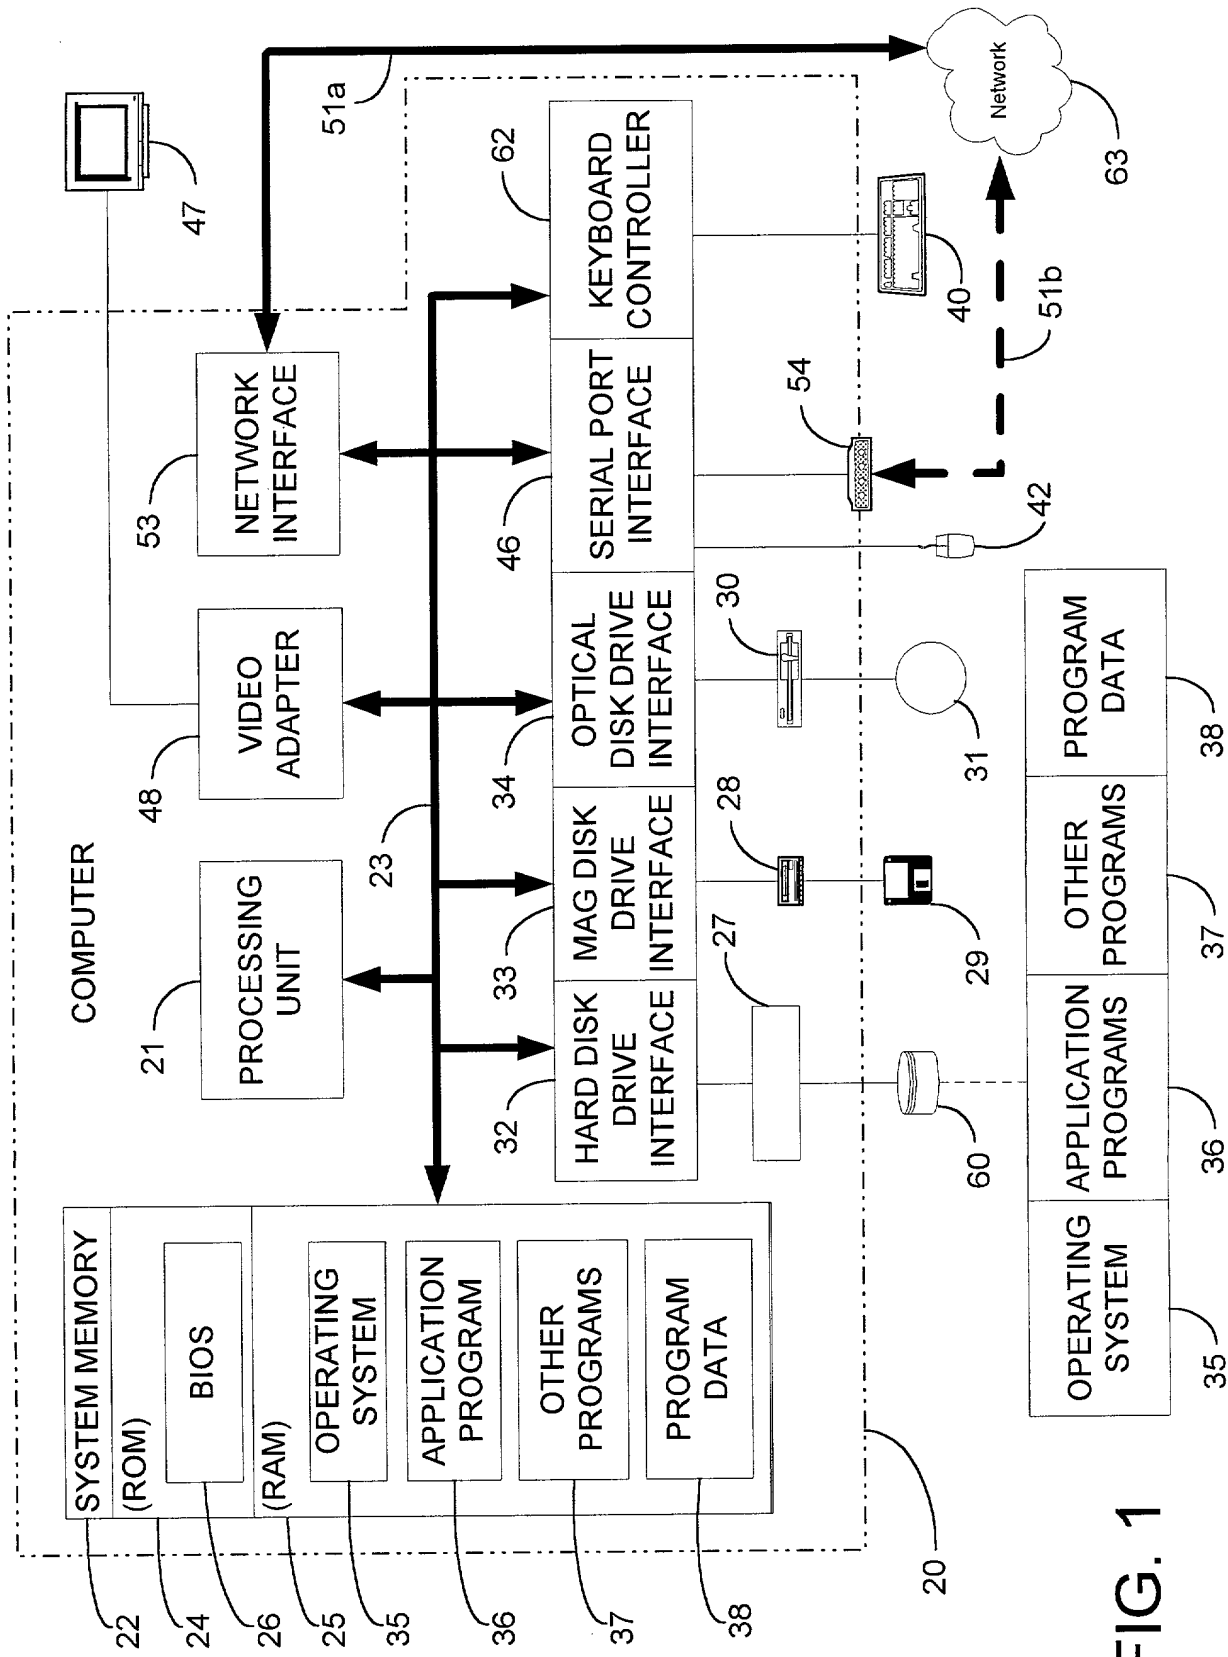 COMPUTER
47
51a
SYSTEM MEMORY
(ROM)
BIOS
(RAM)
OPERATING
SYSTEM
APPLICATION
PROGRAM
OTHER
PROGRAMS
PROGRAM
DATA
22
24
26
25
35
36
37
38
21
PROCESSING
UNIT
48
VIDEO
ADAPTER
53
NETWORK
INTERFACE
23
32
HARD DISK
DRIVE
INTERFACE
33
MAG DISK
DRIVE
INTERFACE
34
OPTICAL
DISK DRIVE
INTERFACE
46
SERIAL PORT
INTERFACE
62
KEYBOARD
CONTROLLER
27
28
30
54
20
60
29
31
42
40
51b
Network
63
OPERATING
SYSTEM
APPLICATION
PROGRAMS
OTHER
PROGRAMS
PROGRAM
DATA
35
36
37
38
FIG. 1